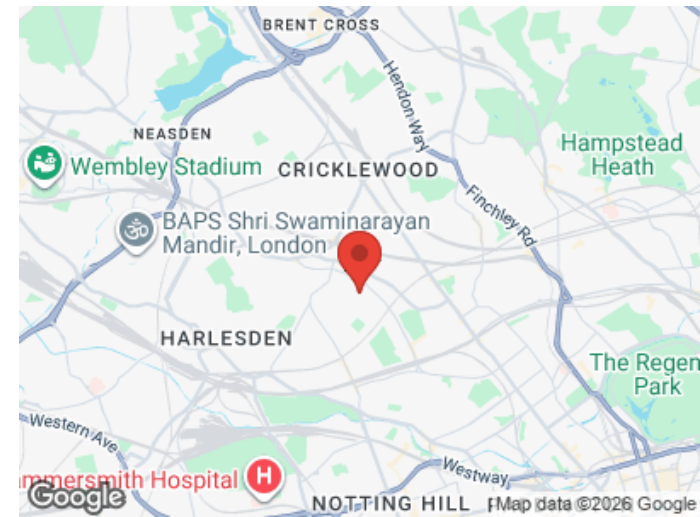 BRENT CROSS
Hendon Way
NEASDEN
Wembley Stadium
CRICKLEWOOD
Hampstead
Heath
Finchley Rd
BAPS Shri Swaminarayan
Mandir, London
HARLESDEN
The Regen
Park
Western Ave
ammersmith Hospital
H
Westway
Google
NOTTING HILL
Map data ©2026 Google